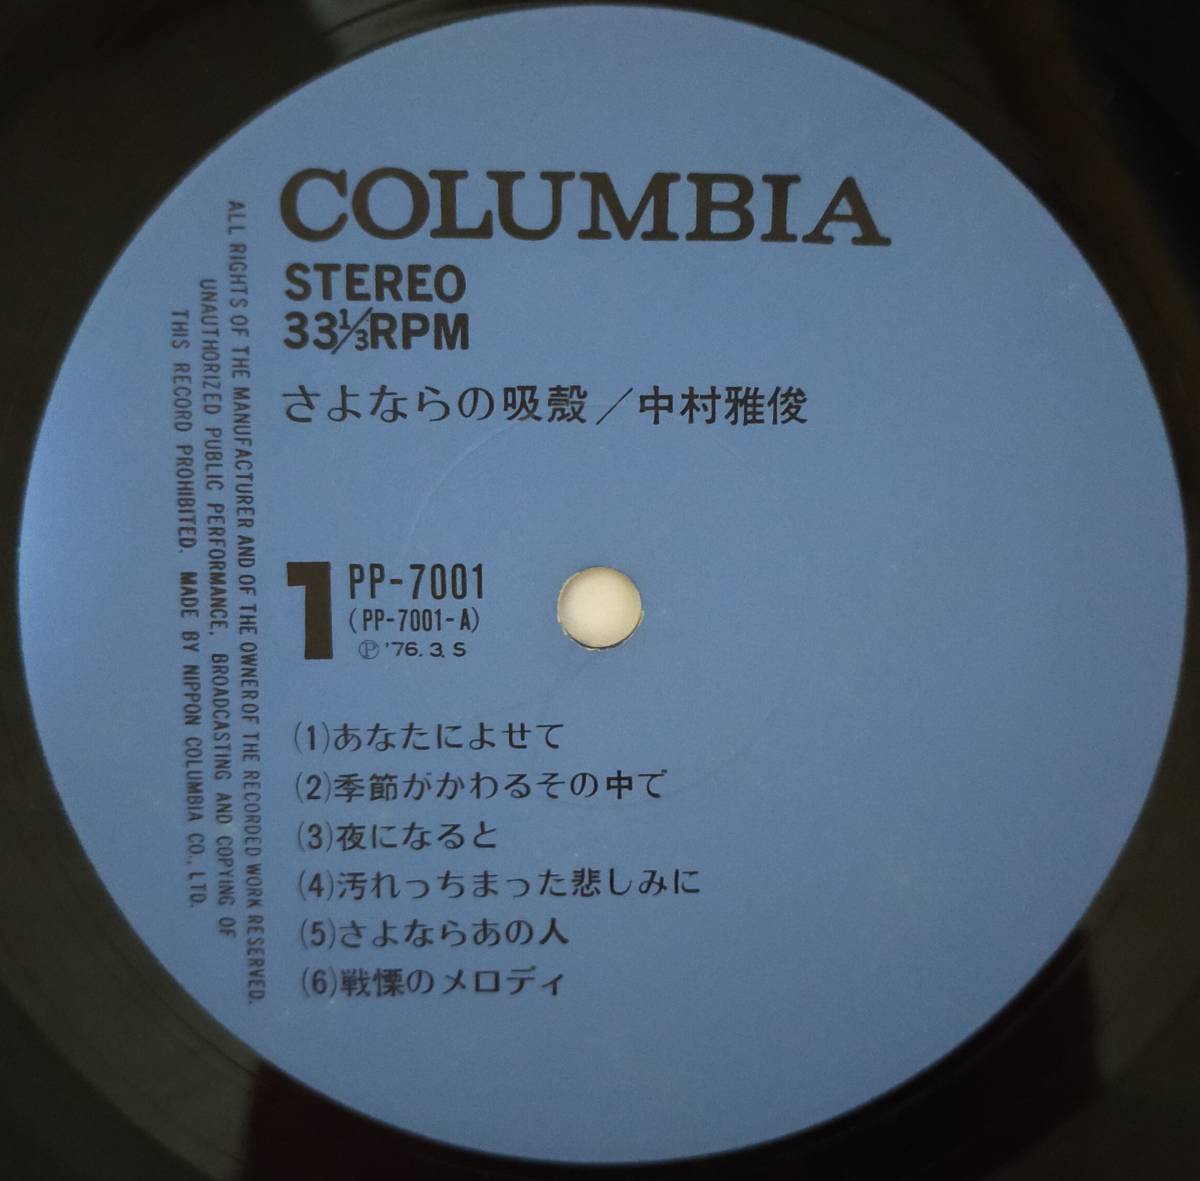 COLUMBIA
STEREO
33 1/3 RPM
さよならの吸殻／中村雅俊
1
PP-7001
(PP-7001-A)
Ⓟ '76. 3. S
(1)あなたによせて
(2)季節がかわるその中で
(3)夜になると
(4)汚れっちまった悲しみに
(5)さよならあの人
(6)戦慄のメロディ
ALL RIGHTS OF THE MANUFACTURER AND OF THE OWNER OF THE RECORDED WORK RESERVED.
UNAUTHORIZED PUBLIC PERFORMANCE, BROADCASTING AND COPYING OF
THIS RECORD PROHIBITED. MADE BY NIPPON COLUMBIA CO., LTD.